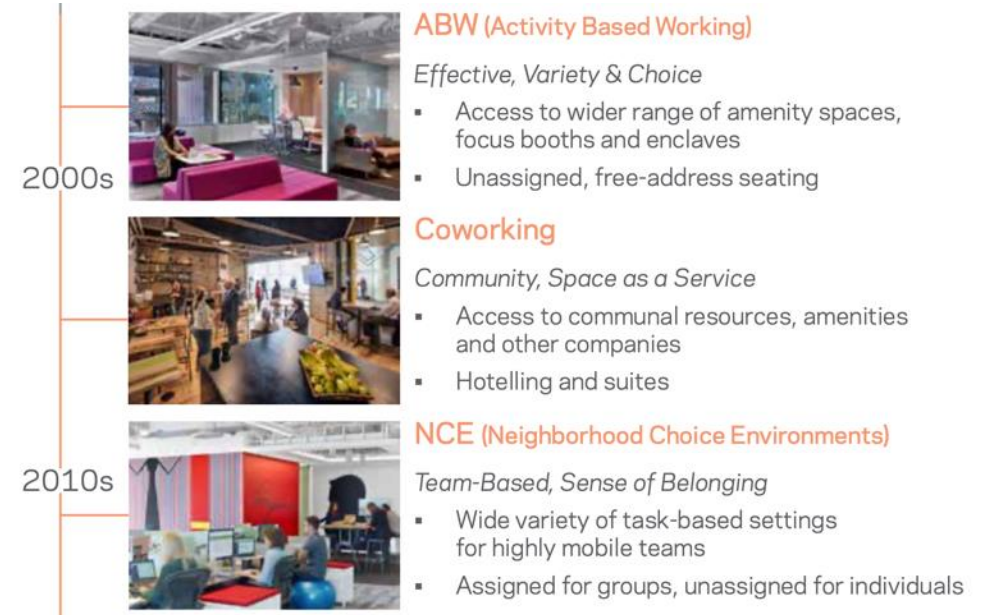 ABW (Activity Based Working)
Effective, Variety & Choice
▪ Access to wider range of amenity spaces,
focus booths and enclaves
▪ Unassigned, free-address seating
2000s
Coworking
Community, Space as a Service
▪ Access to communal resources, amenities
and other companies
▪ Hotelling and suites
NCE (Neighborhood Choice Environments)
Team-Based, Sense of Belonging
2010s
▪ Wide variety of task-based settings
for highly mobile teams
▪ Assigned for groups, unassigned for individuals